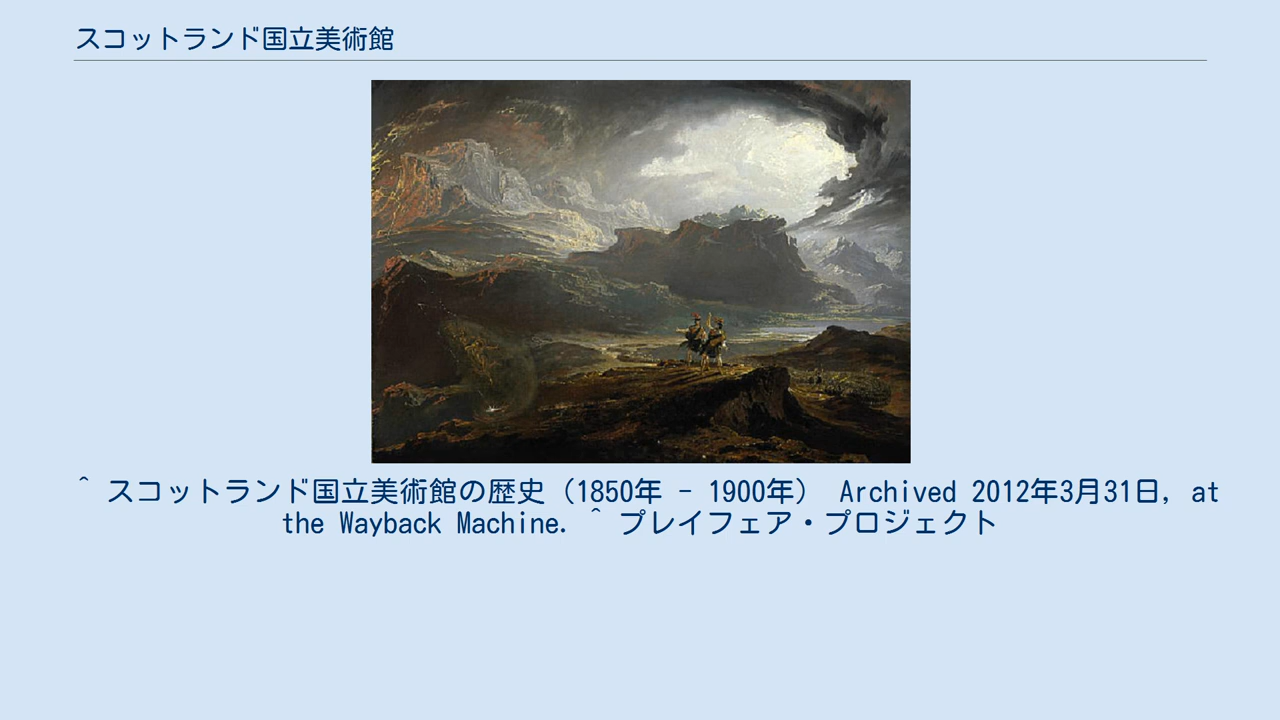 スコットランド国立美術館
^ スコットランド国立美術館の歴史（1850年 - 1900年） Archived 2012年3月31日, at
the Wayback Machine. ^ プレイフェア・プロジェクト